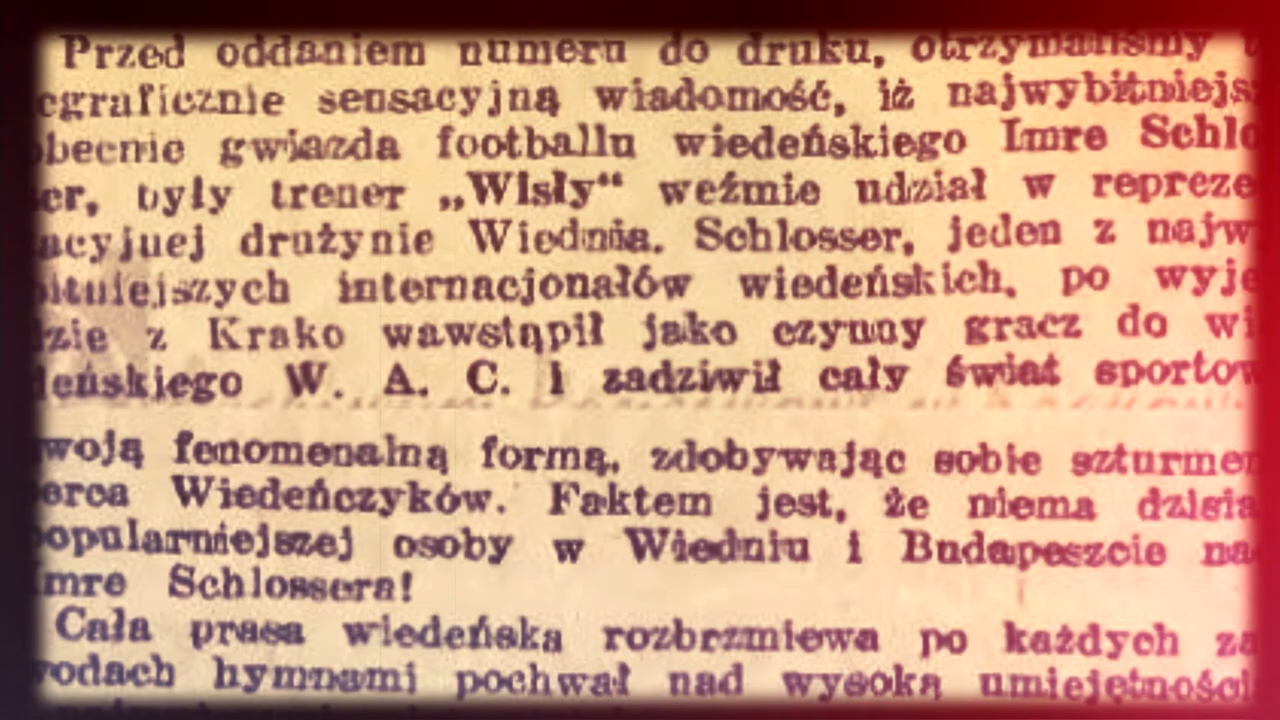 Przed oddaniem numeru do druku, otrzymaliśmy t
egraficznie sensacyjną wiadomość, iż najwybitniejsz
obecnie gwiazda footballu wiedeńskiego Imre Schlo
ser, były trener „Wisły“ weźmie udział w repreze
acyjnej drużynie Wiednia. Schlosser, jeden z najw
bitniejszych internacjonałów wiedeńskich, po wyje
dzie z Krako wawstąpił jako czynny gracz do wi
deńskiego W. A. C. i zadziwił cały świat sportow
woją fenomenalną formą, zdobywając sobie szturmem
erca Wiedeńczyków. Faktem jest, że niema dzisia
popularniejszej osoby w Wiedniu i Budapeszcie na
Imre Schlossera!
Cała prasa wiedeńska rozbrzmiewa po każdych za
wodach hymnami pochwał nad wysoką umiejętności